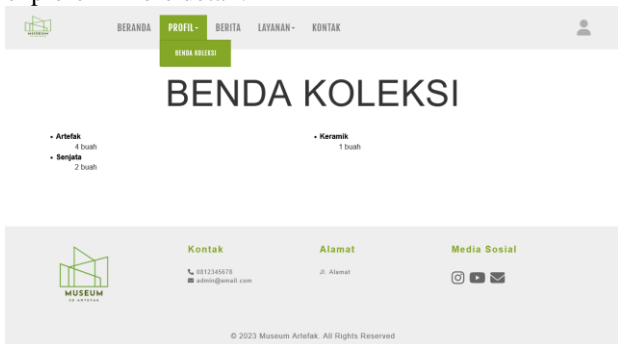 MUSEUM
BERANDA PROFIL BERITA LAYANAN KONTAK
BENDA KOLEKSI
BENDA KOLEKSI
• Artefak
4 buah
• Senjata
2 buah
• Keramik
1 buah
MUSEUM
Kontak
0812345678
admin@email.com
Alamat
Jl. Alamat
Media Sosial
© 2023 Museum Artefak. All Rights Reserved